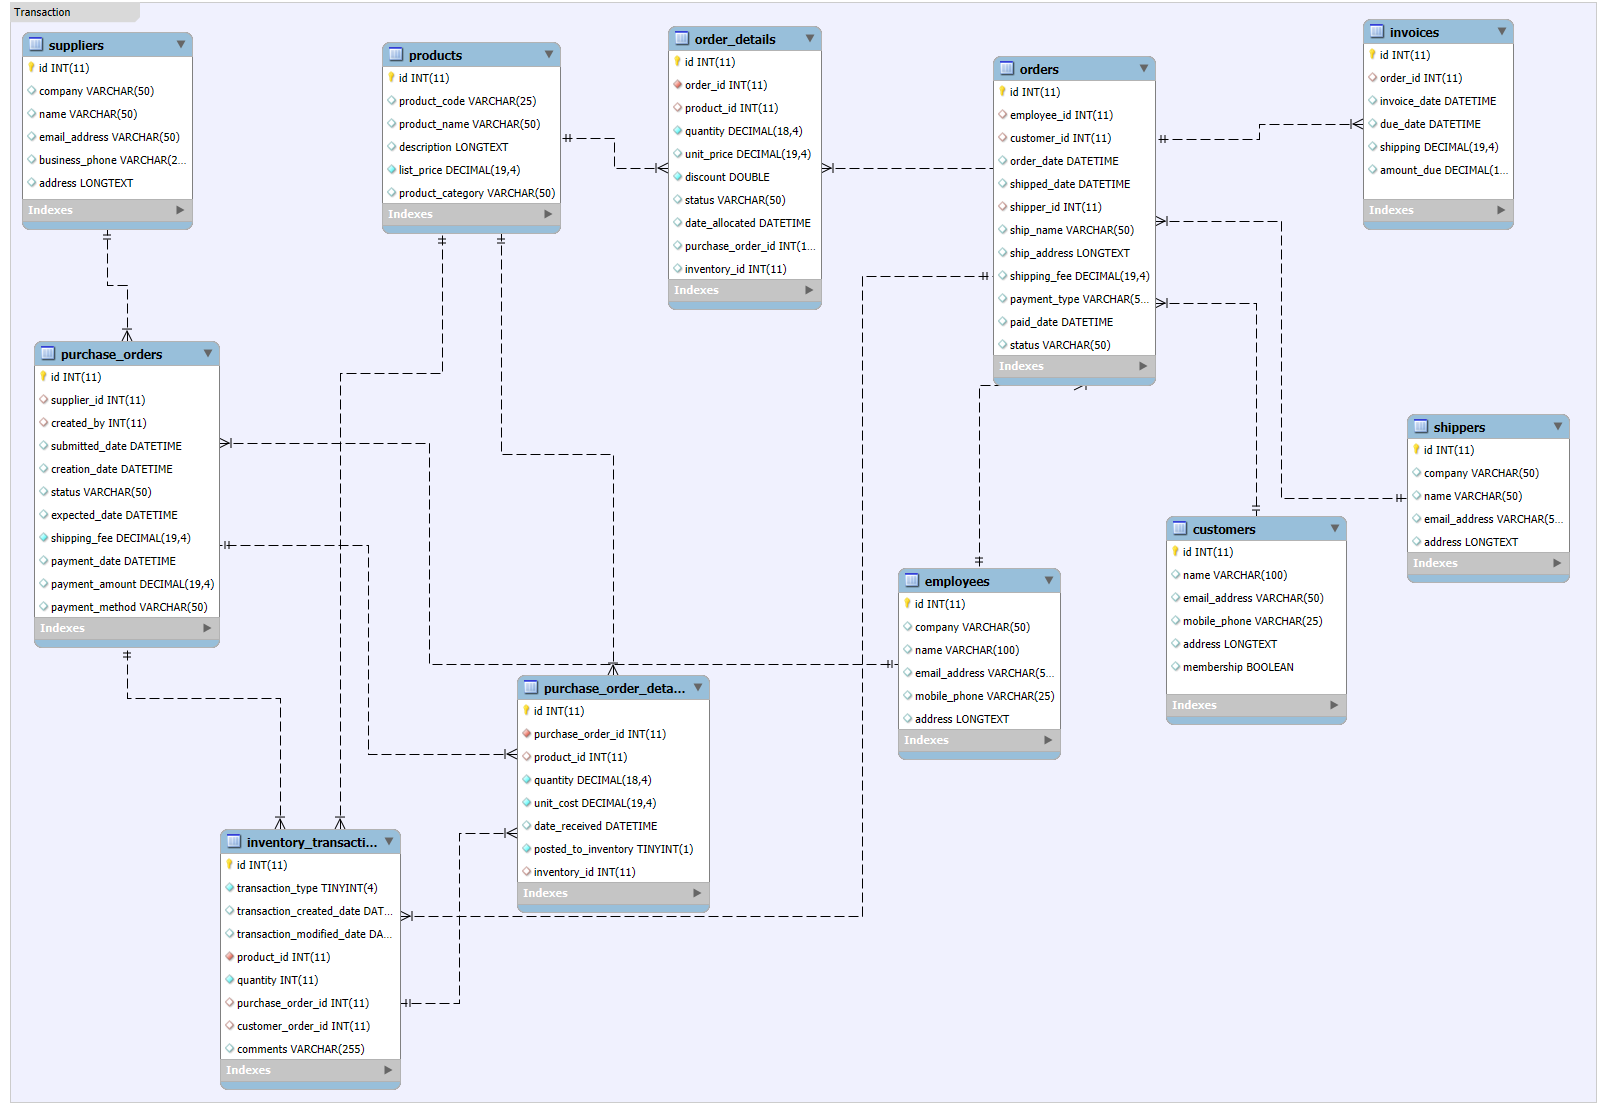 Transaction
suppliers
id INT(11)
company VARCHAR(50)
name VARCHAR(50)
email_address VARCHAR(50)
business_phone VARCHAR(2...
address LONGTEXT
Indexes
products
id INT(11)
product_code VARCHAR(25)
product_name VARCHAR(50)
description LONGTEXT
list_price DECIMAL(19,4)
product_category VARCHAR(50)
Indexes
order_details
id INT(11)
order_id INT(11)
product_id INT(11)
quantity DECIMAL(18,4)
unit_price DECIMAL(19,4)
discount DOUBLE
status VARCHAR(50)
date_allocated DATETIME
purchase_order_id INT(1...
inventory_id INT(11)
Indexes
orders
id INT(11)
employee_id INT(11)
customer_id INT(11)
order_date DATETIME
shipped_date DATETIME
shipper_id INT(11)
ship_name VARCHAR(50)
ship_address LONGTEXT
shipping_fee DECIMAL(19,4)
payment_type VARCHAR(5...
paid_date DATETIME
status VARCHAR(50)
Indexes
invoices
id INT(11)
order_id INT(11)
invoice_date DATETIME
due_date DATETIME
shipping DECIMAL(19,4)
amount_due DECIMAL(1...
Indexes
purchase_orders
id INT(11)
supplier_id INT(11)
created_by INT(11)
submitted_date DATETIME
creation_date DATETIME
status VARCHAR(50)
expected_date DATETIME
shipping_fee DECIMAL(19,4)
payment_date DATETIME
payment_amount DECIMAL(19,4)
payment_method VARCHAR(50)
Indexes
shippers
id INT(11)
company VARCHAR(50)
name VARCHAR(50)
email_address VARCHAR(5...
address LONGTEXT
Indexes
customers
id INT(11)
name VARCHAR(100)
email_address VARCHAR(50)
mobile_phone VARCHAR(25)
address LONGTEXT
membership BOOLEAN
Indexes
employees
id INT(11)
company VARCHAR(50)
name VARCHAR(100)
email_address VARCHAR(5...
mobile_phone VARCHAR(25)
address LONGTEXT
Indexes
purchase_order_deta...
id INT(11)
purchase_order_id INT(11)
product_id INT(11)
quantity DECIMAL(18,4)
unit_cost DECIMAL(19,4)
date_received DATETIME
posted_to_inventory TINYINT(1)
inventory_id INT(11)
Indexes
inventory_transacti...
id INT(11)
transaction_type TINYINT(4)
transaction_created_date DAT...
transaction_modified_date DA...
product_id INT(11)
quantity INT(11)
purchase_order_id INT(11)
customer_order_id INT(11)
comments VARCHAR(255)
Indexes